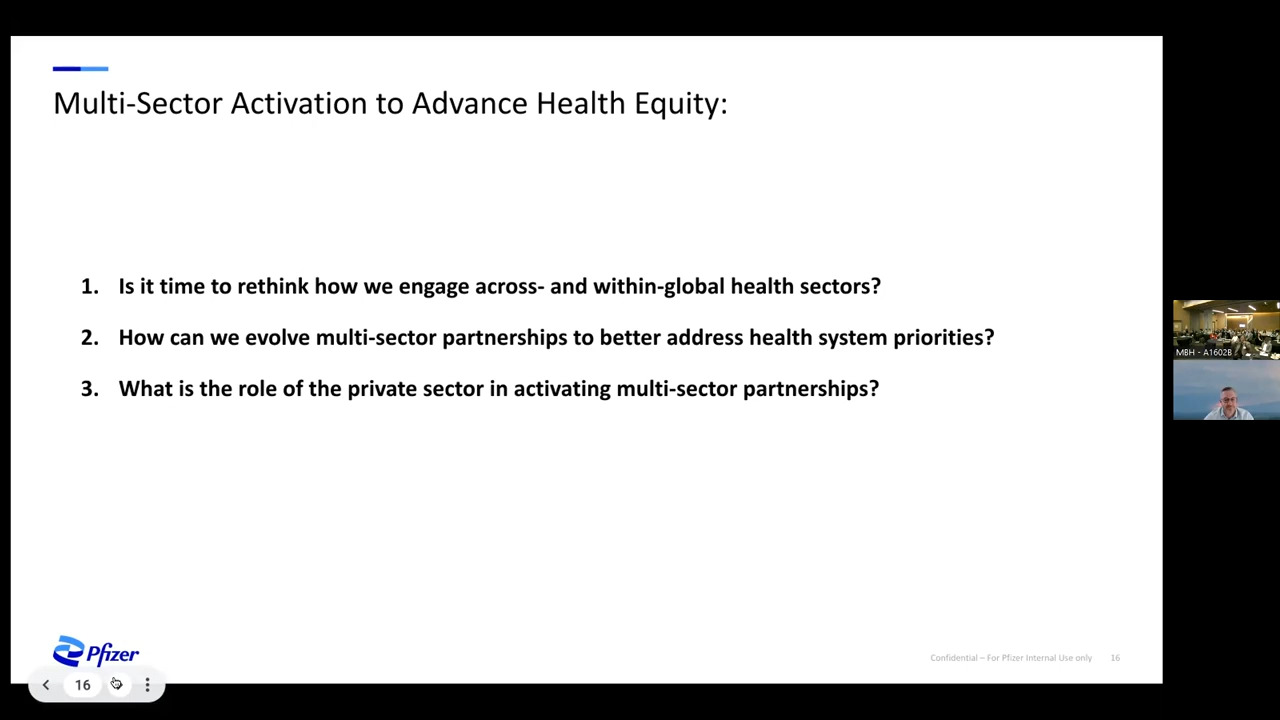 Multi-Sector Activation to Advance Health Equity:
1. Is it time to rethink how we engage across- and within-global health sectors?
2. How can we evolve multi-sector partnerships to better address health system priorities?
3. What is the role of the private sector in activating multi-sector partnerships?
MBH - A1602B
Pfizer
Confidential – For Pfizer Internal Use only 16
16